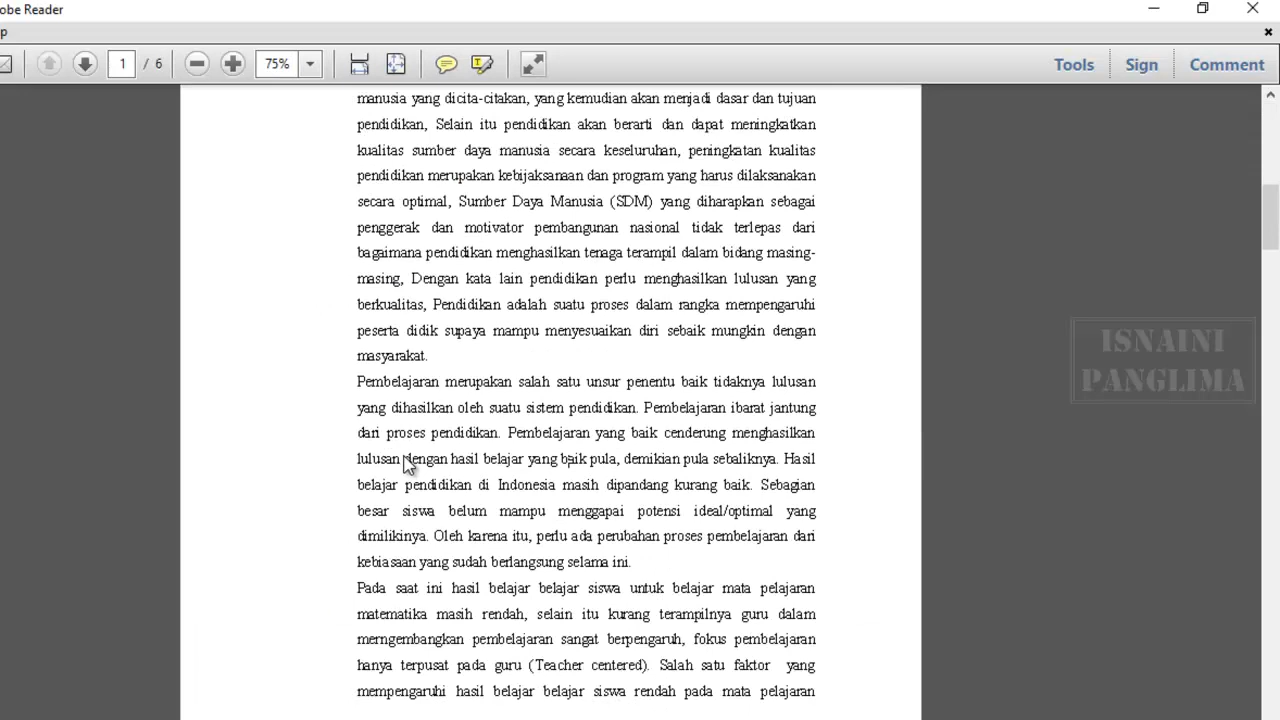 obe Reader
p
1 / 6
75%
Tools
Sign
Comment
manusia yang dicita-citakan, yang kemudian akan menjadi dasar dan tujuan
pendidikan, Selain itu pendidikan akan berarti dan dapat meningkatkan
kualitas sumber daya manusia secara keseluruhan, peningkatan kualitas
pendidikan merupakan kebijaksanaan dan program yang harus dilaksanakan
secara optimal, Sumber Daya Manusia (SDM) yang diharapkan sebagai
penggerak dan motivator pembangunan nasional tidak terlepas dari
bagaimana pendidikan menghasilkan tenaga terampil dalam bidang masing-
masing, Dengan kata lain pendidikan perlu menghasilkan lulusan yang
berkualitas, Pendidikan adalah suatu proses dalam rangka mempengaruhi
peserta didik supaya mampu menyesuaikan diri sebaik mungkin dengan
masyarakat.
Pembelajaran merupakan salah satu unsur penentu baik tidaknya lulusan
yang dihasilkan oleh suatu sistem pendidikan. Pembelajaran ibarat jantung
dari proses pendidikan. Pembelajaran yang baik cenderung menghasilkan
lulusan dengan hasil belajar yang baik pula, demikian pula sebaliknya. Hasil
belajar pendidikan di Indonesia masih dipandang kurang baik. Sebagian
besar siswa belum mampu menggapai potensi ideal/optimal yang
dimilikinya. Oleh karena itu, perlu ada perubahan proses pembelajaran dari
kebiasaan yang sudah berlangsung selama ini.
Pada saat ini hasil belajar belajar siswa untuk belajar mata pelajaran
matematika masih rendah, selain itu kurang terampilnya guru dalam
merngembangkan pembelajaran sangat berpengaruh, fokus pembelajaran
hanya terpusat pada guru (Teacher centered). Salah satu faktor yang
mempengaruhi hasil belajar belajar siswa rendah pada mata pelajaran
ISNAINI
PANGLIMA